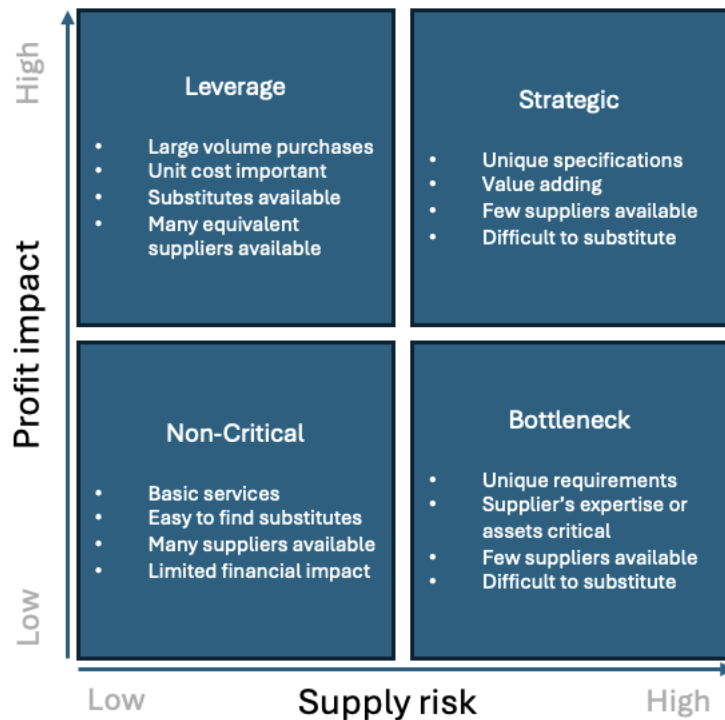 High
Profit impact
Low
Leverage
• Large volume purchases
• Unit cost important
• Substitutes available
• Many equivalent
suppliers available
Strategic
• Unique specifications
• Value adding
• Few suppliers available
• Difficult to substitute
Non-Critical
• Basic services
• Easy to find substitutes
• Many suppliers available
• Limited financial impact
Bottleneck
• Unique requirements
• Supplier’s expertise or
assets critical
• Few suppliers available
• Difficult to substitute
Low
Supply risk
High